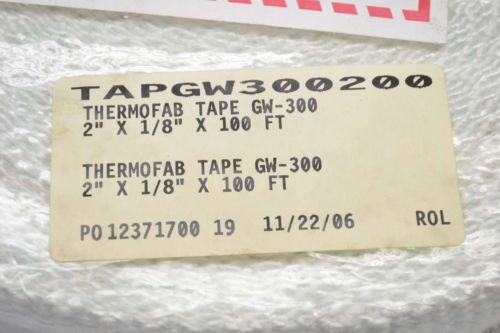 TAPGW300200
THERMOFAB TAPE GW-300
2" X 1/8" X 100 FT
THERMOFAB TAPE GW-300
2" X 1/8" X 100 FT
PO 12371700 19 11/22/06 ROL